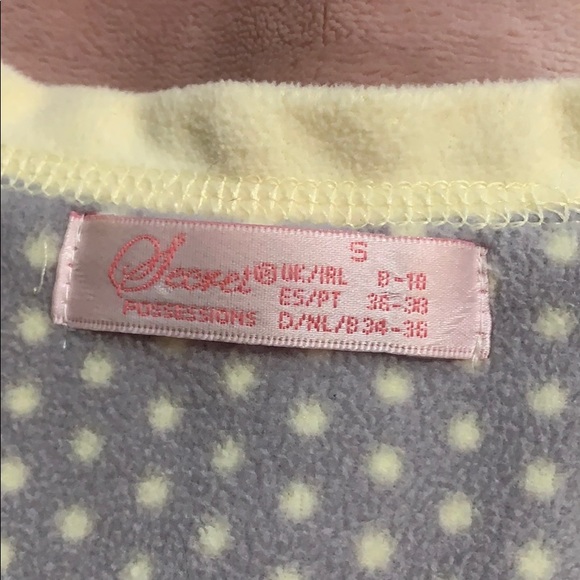 S
Secret® UK/IRL 8-10
POSSESSIONS ES/PT 36-38
D/NL/B 34-36